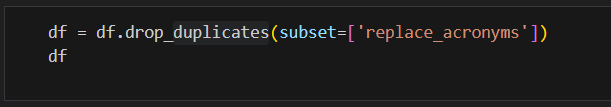 df = df.drop_duplicates(subset=['replace_acronyms'])
df